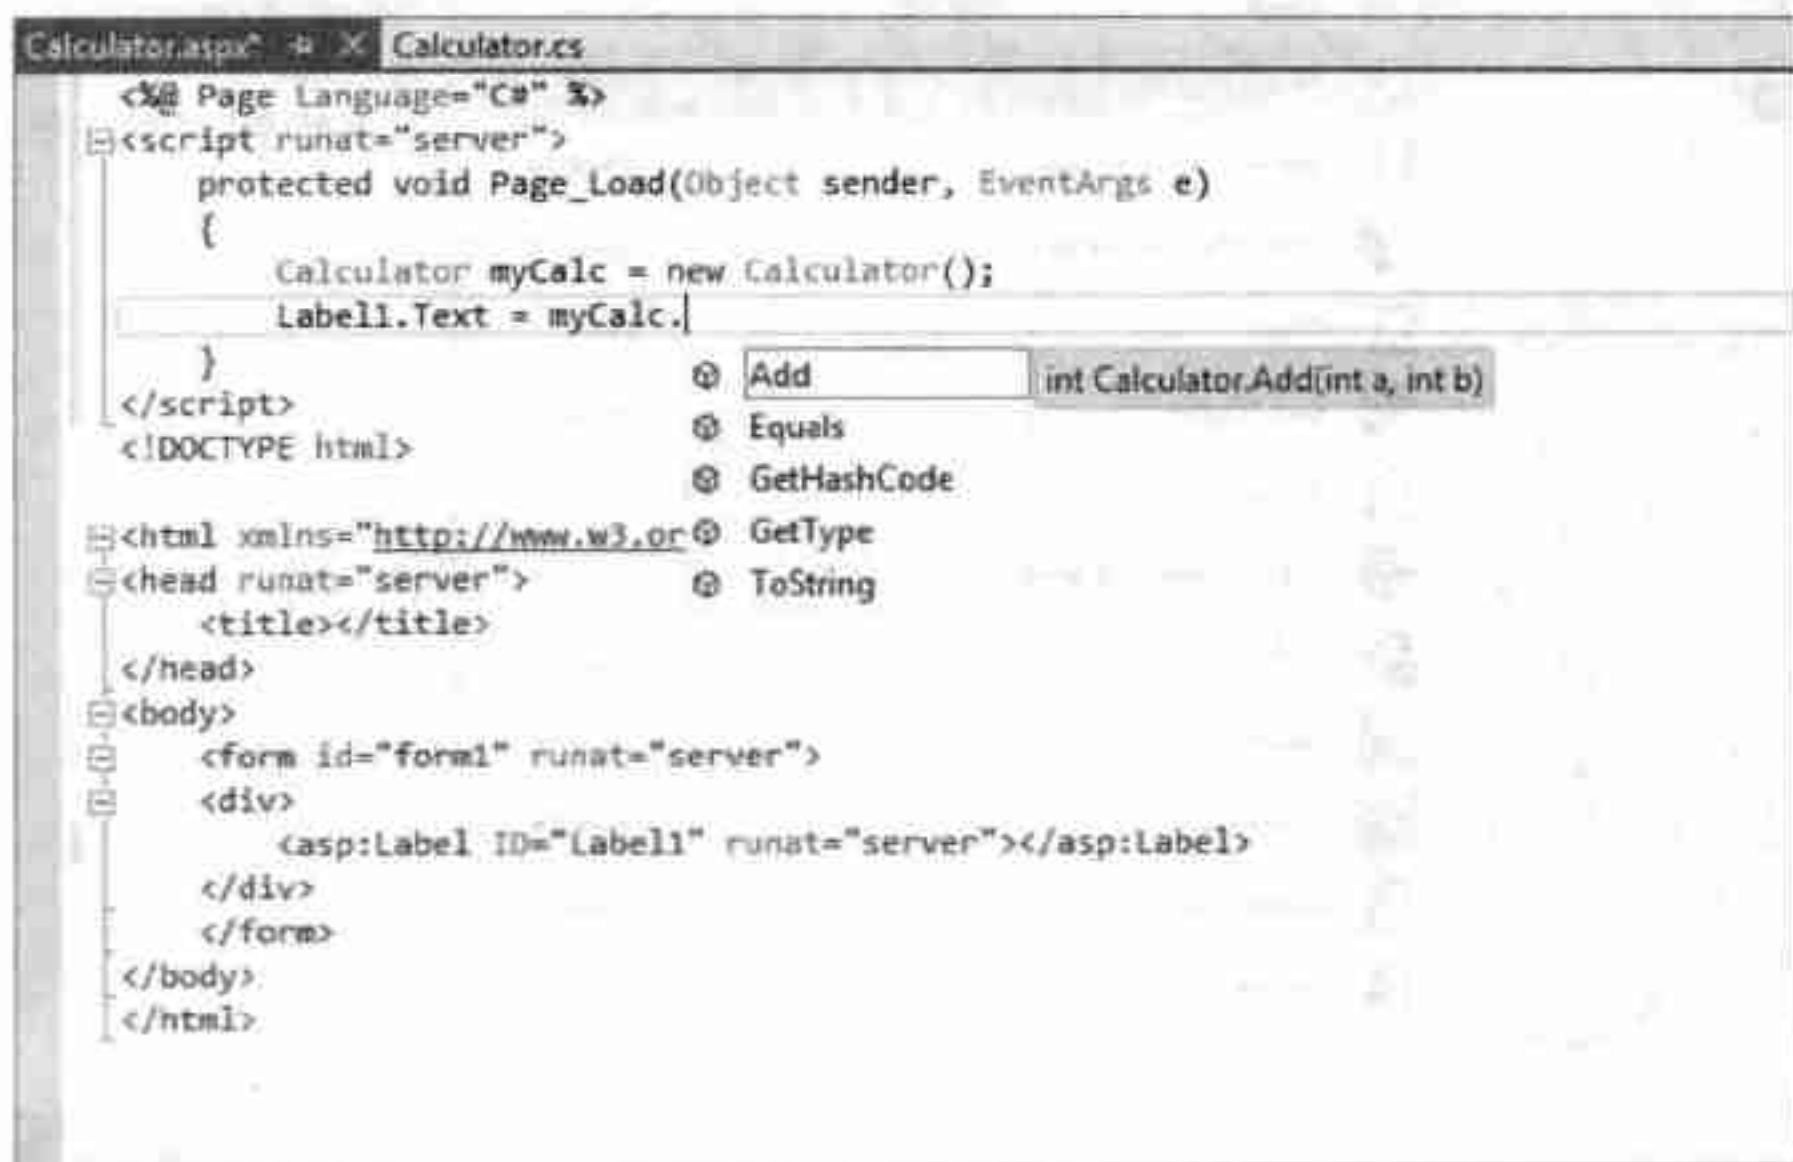 Calculator.aspx* Calculator.cs
<%@ Page Language="C#" %>
<script runat="server">
protected void Page_Load(Object sender, EventArgs e)
{
Calculator myCalc = new Calculator();
Label1.Text = myCalc.
}
Add int Calculator.Add(int a, int b)
Equals
GetHashCode
GetType
ToString
</script>
<!DOCTYPE html>
<html xmlns="http://www.w3.or
<head runat="server">
<title></title>
</head>
<body>
<form id="form1" runat="server">
<div>
<asp:Label ID="Label1" runat="server"></asp:Label>
</div>
</form>
</body>
</html>